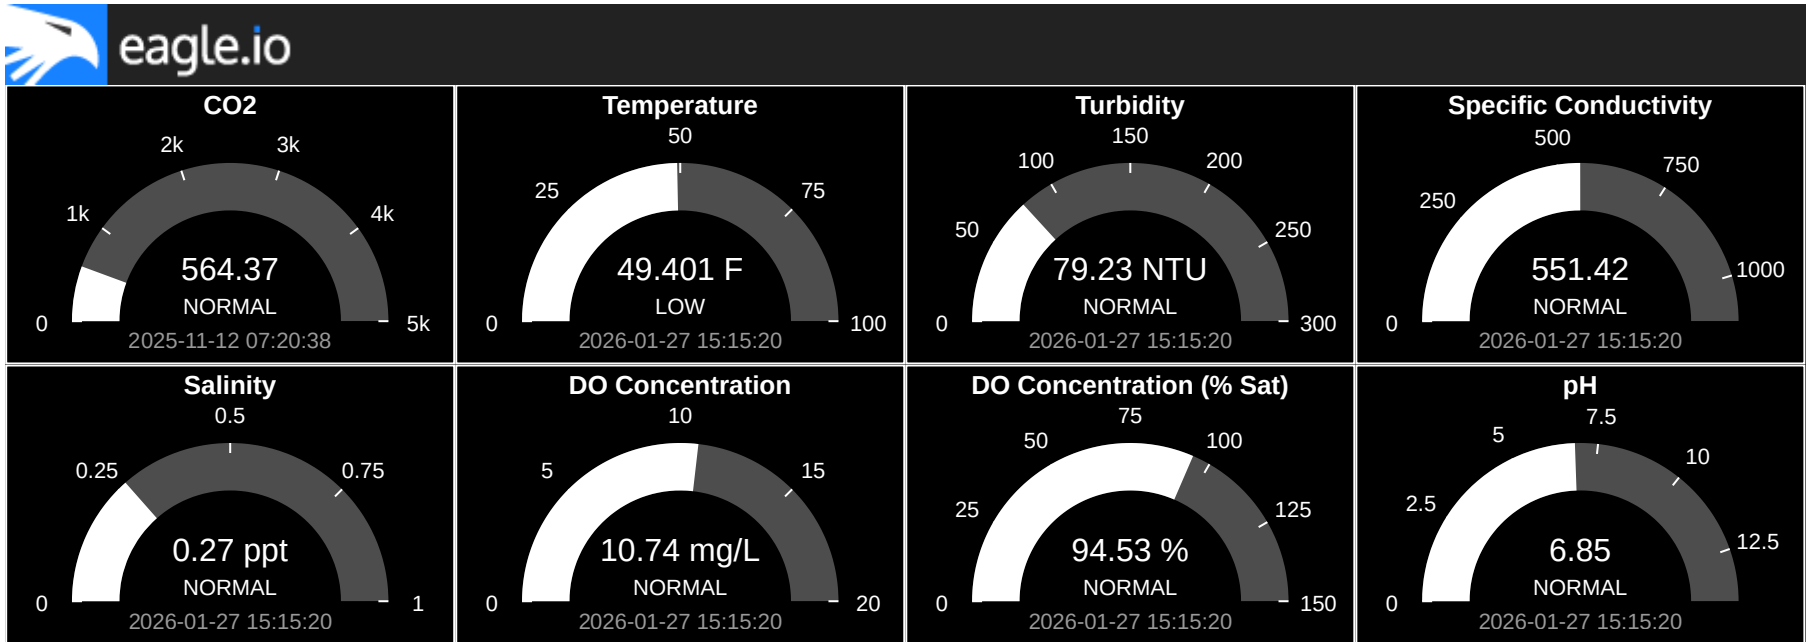 eagle.io
CO2
0
1k
2k
3k
4k
5k
564.37
NORMAL
2025-11-12 07:20:38
Temperature
0
25
50
75
100
49.401 F
LOW
2026-01-27 15:15:20
Turbidity
0
50
100
150
200
250
300
79.23 NTU
NORMAL
2026-01-27 15:15:20
Specific Conductivity
0
250
500
750
1000
551.42
NORMAL
2026-01-27 15:15:20
Salinity
0
0.25
0.5
0.75
1
0.27 ppt
NORMAL
2026-01-27 15:15:20
DO Concentration
0
5
10
15
20
10.74 mg/L
NORMAL
2026-01-27 15:15:20
DO Concentration (% Sat)
0
25
50
75
100
125
150
94.53 %
NORMAL
2026-01-27 15:15:20
pH
0
2.5
5
7.5
10
12.5
6.85
NORMAL
2026-01-27 15:15:20